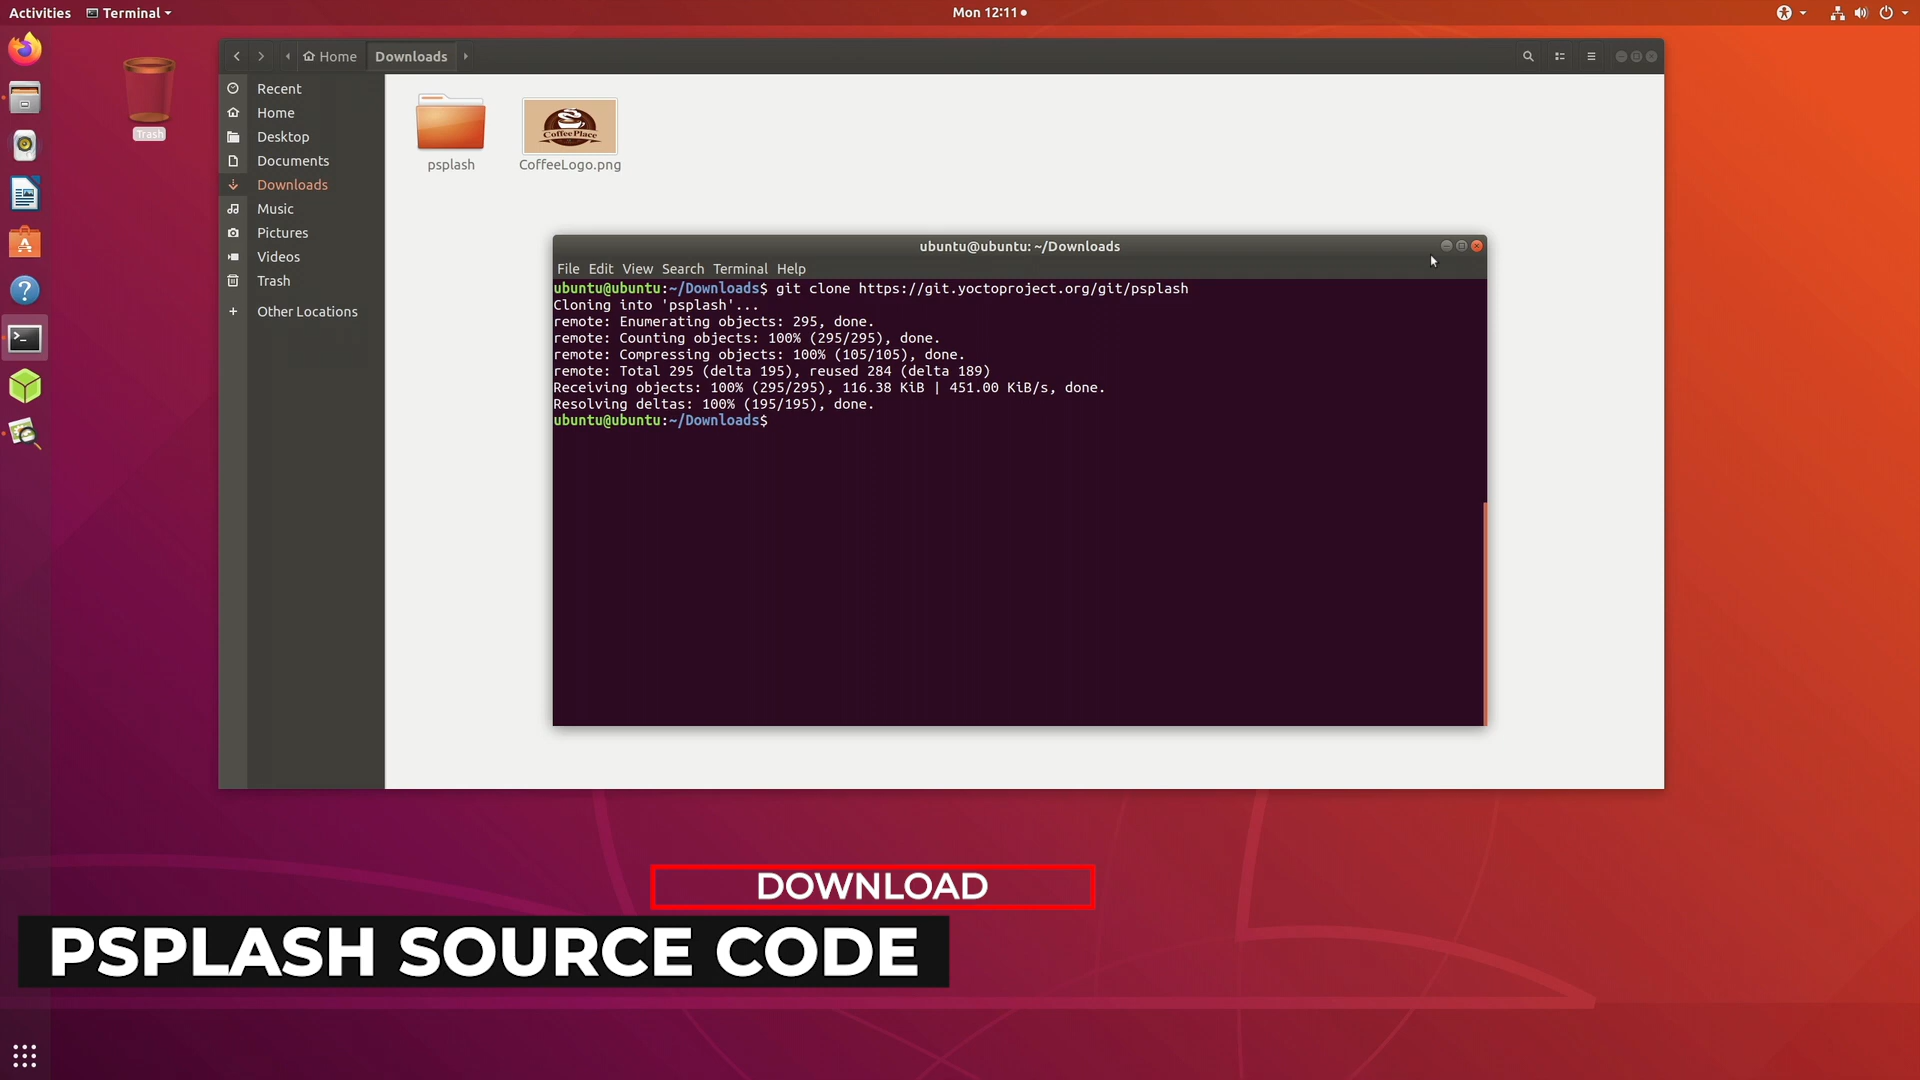 Activities
Terminal
Mon 12:11
Home
Downloads
Trash
Recent
Home
Desktop
Documents
Downloads
Music
Pictures
Videos
Trash
+ Other Locations
psplash
CoffeePlace
CoffeeLogo.png
ubuntu@ubuntu: ~/Downloads
File Edit View Search Terminal Help
ubuntu@ubuntu:~/Downloads$ git clone https://git.yoctoproject.org/git/psplash
Cloning into 'psplash'...
remote: Enumerating objects: 295, done.
remote: Counting objects: 100% (295/295), done.
remote: Compressing objects: 100% (105/105), done.
remote: Total 295 (delta 195), reused 284 (delta 189)
Receiving objects: 100% (295/295), 116.38 KiB | 451.00 KiB/s, done.
Resolving deltas: 100% (195/195), done.
ubuntu@ubuntu:~/Downloads$
DOWNLOAD
PSPLASH SOURCE CODE